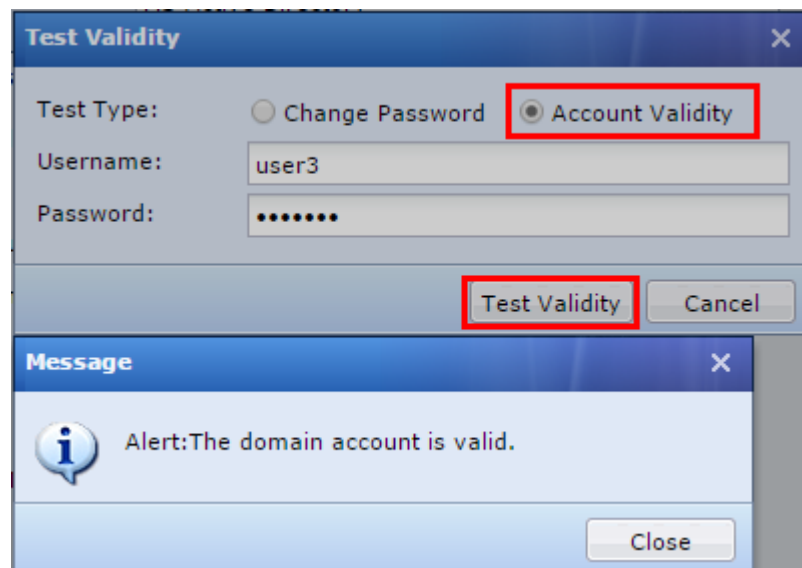 Test Validity
Test Type: Change Password Account Validity
Username: user3
Password: •••••••
Test Validity Cancel
Message
Alert:The domain account is valid.
Close